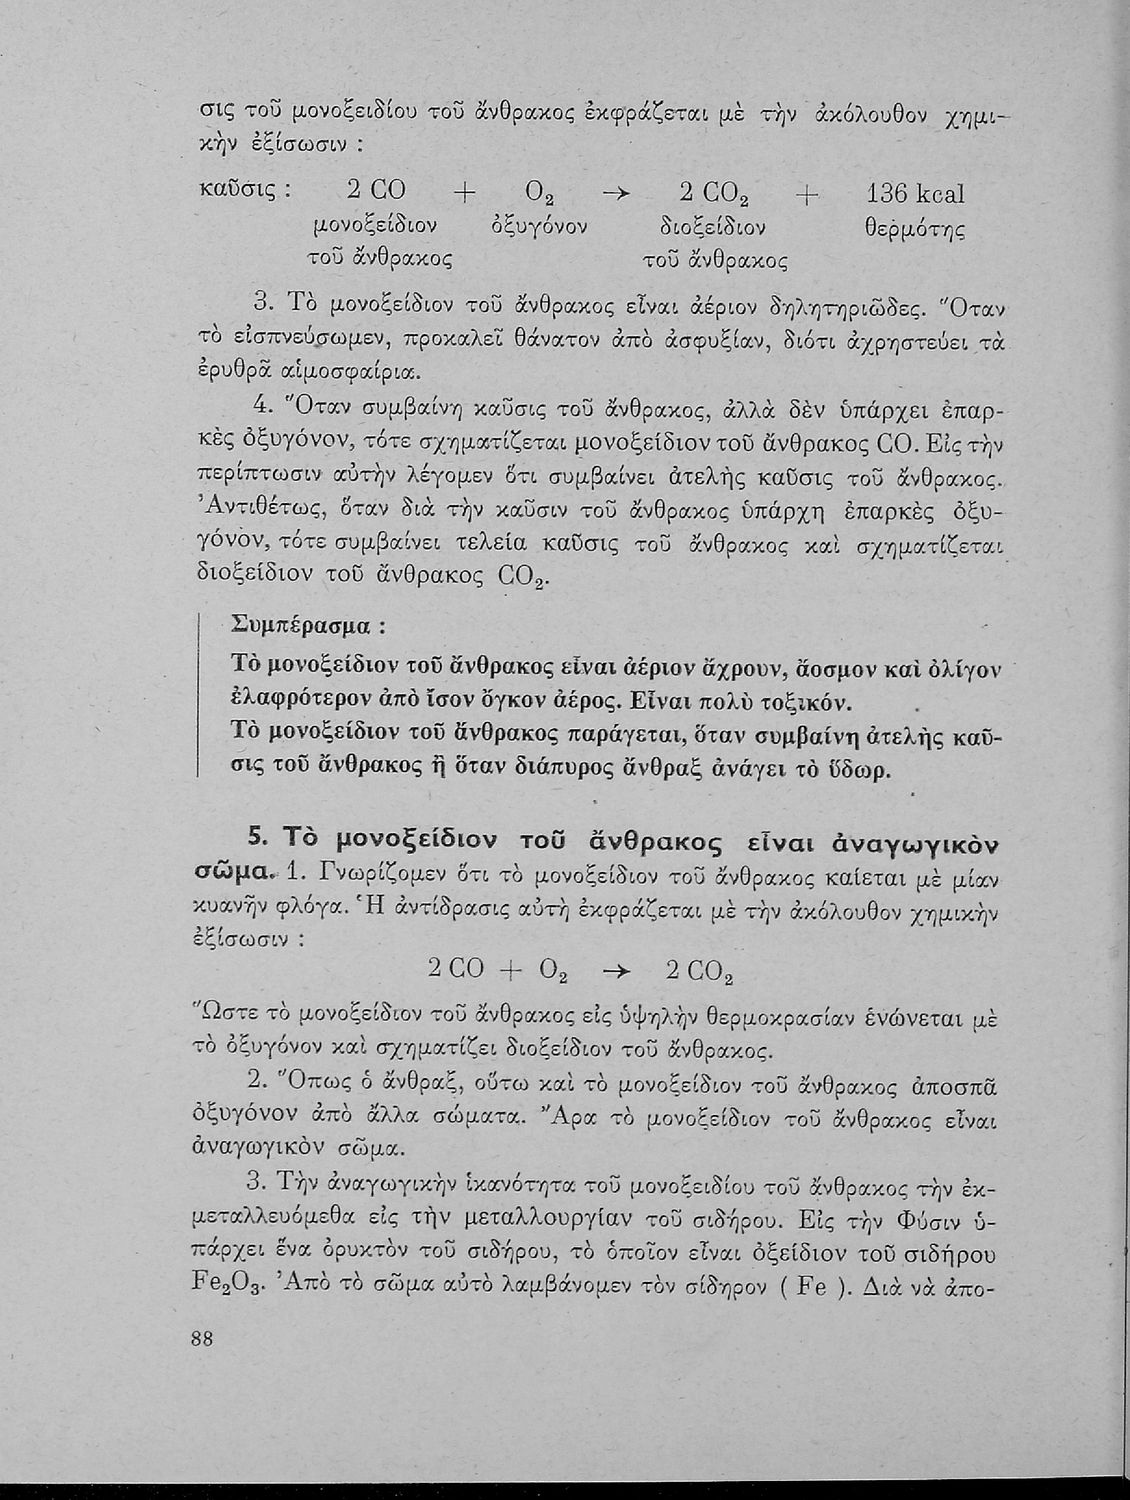 σις τοῦ μονοξειδίου τοῦ ἄνθρακος ἐκφράζεται μὲ τὴν ἀκόλουθον χημι-
κὴν ἐξίσωσιν :
καῦσις : 2 CO + O₂ → 2 CO₂ + 136 kcal
μονοξείδιον ὀξυγόνον διοξείδιον θερμότης
τοῦ ἄνθρακος τοῦ ἄνθρακος
3. Τὸ μονοξείδιον τοῦ ἄνθρακος εἶναι ἀέριον δηλητηριῶδες. Ὅταν
τὸ εἰσπνεύσωμεν, προκαλεῖ θάνατον ἀπὸ ἀσφυξίαν, διότι ἀχρηστεύει τὰ
ἐρυθρᾶ αἱμοσφαίρια.
4. Ὅταν συμβαίνη καῦσις τοῦ ἄνθρακος, ἀλλὰ δὲν ὑπάρχει ἐπαρ-
κὲς ὀξυγόνον, τότε σχηματίζεται μονοξείδιον τοῦ ἄνθρακος CO. Εἰς τὴν
περίπτωσιν αὐτὴν λέγομεν ὅτι συμβαίνει ἀτελὴς καῦσις τοῦ ἄνθρακος.
Ἀντιθέτως, ὅταν διὰ τὴν καῦσιν τοῦ ἄνθρακος ὑπάρχη ἐπαρκὲς ὀξυ-
γόνον, τότε συμβαίνει τελεία καῦσις τοῦ ἄνθρακος καὶ σχηματίζεται
διοξείδιον τοῦ ἄνθρακος CO₂.
Συμπέρασμα :
Τὸ μονοξείδιον τοῦ ἄνθρακος εἶναι ἀέριον ἄχρουν, ἄοσμον καὶ ὀλίγον
ἐλαφρότερον ἀπὸ ἴσον ὄγκον ἀέρος. Εἶναι πολὺ τοξικόν.
Τὸ μονοξείδιον τοῦ ἄνθρακος παράγεται, ὅταν συμβαίνη ἀτελὴς καῦ-
σις τοῦ ἄνθρακος ἢ ὅταν διάπυρος ἄνθραξ ἀνάγει τὸ ὕδωρ.
5. Τὸ μονοξείδιον τοῦ ἄνθρακος εἶναι ἀναγωγικὸν
σῶμα. 1. Γνωρίζομεν ὅτι τὸ μονοξείδιον τοῦ ἄνθρακος καίεται μὲ μίαν
κυανῆν φλόγα. Ἡ ἀντίδρασις αὐτὴ ἐκφράζεται μὲ τὴν ἀκόλουθον χημικὴν
ἐξίσωσιν :
2 CO + O₂ → 2 CO₂
Ὥστε τὸ μονοξείδιον τοῦ ἄνθρακος εἰς ὑψηλὴν θερμοκρασίαν ἑνώνεται μὲ
τὸ ὀξυγόνον καὶ σχηματίζει διοξείδιον τοῦ ἄνθρακος.
2. Ὅπως ὁ ἄνθραξ, οὕτω καὶ τὸ μονοξείδιον τοῦ ἄνθρακος ἀποσπᾶ
ὀξυγόνον ἀπὸ ἄλλα σώματα. Ἄρα τὸ μονοξείδιον τοῦ ἄνθρακος εἶναι
ἀναγωγικὸν σῶμα.
3. Τὴν ἀναγωγικὴν ἱκανότητα τοῦ μονοξειδίου τοῦ ἄνθρακος τὴν ἐκ-
μεταλλευόμεθα εἰς τὴν μεταλλουργίαν τοῦ σιδήρου. Εἰς τὴν Φύσιν ὑ-
πάρχει ἕνα ὀρυκτὸν τοῦ σιδήρου, τὸ ὁποῖον εἶναι ὀξείδιον τοῦ σιδήρου
Fe₂O₃. Ἀπὸ τὸ σῶμα αὐτὸ λαμβάνομεν τὸν σίδηρον ( Fe ). Διὰ νὰ ἀπο-
88